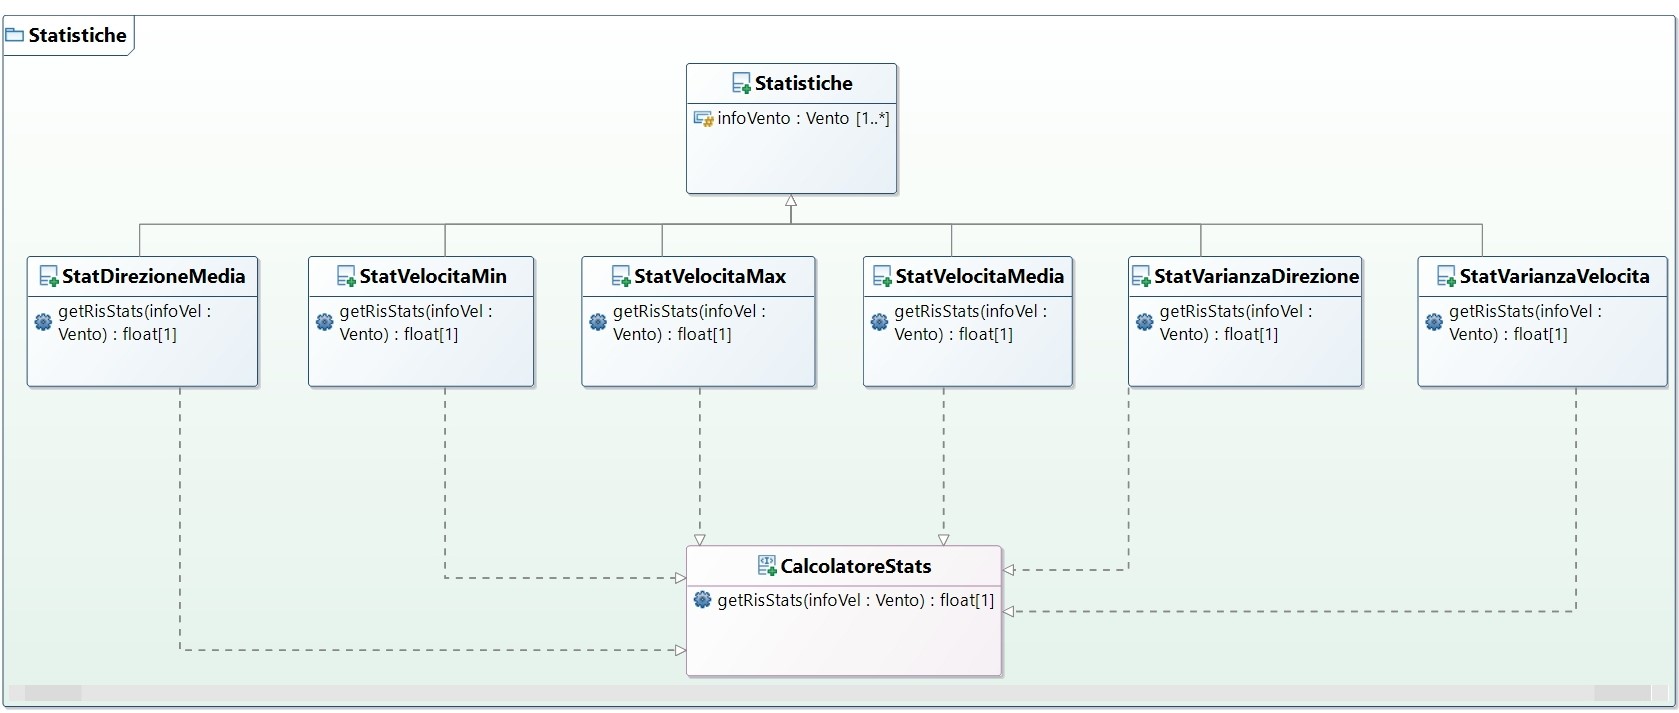 Statistiche
Statistiche
infoVento : Vento [1..*]
StatDirezioneMedia
getRisStats(infoVel :
Vento) : float[1]
StatVelocitaMin
getRisStats(infoVel :
Vento) : float[1]
StatVelocitaMax
getRisStats(infoVel :
Vento) : float[1]
StatVelocitaMedia
getRisStats(infoVel :
Vento) : float[1]
StatVarianzaDirezione
getRisStats(infoVel :
Vento) : float[1]
StatVarianzaVelocita
getRisStats(infoVel :
Vento) : float[1]
CalcolatoreStats
getRisStats(infoVel : Vento) : float[1]